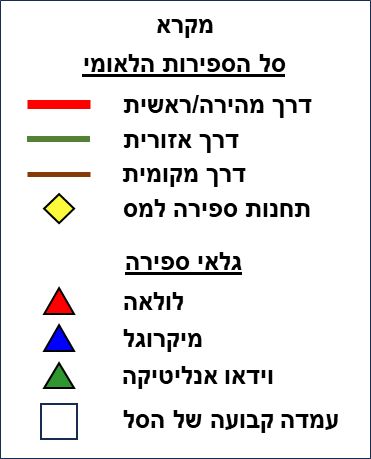 מקרא
סל הספירות הלאומי
דרך מהירה/ראשית
דרך אזורית
דרך מקומית
תחנות ספירה למס
גלאי ספירה
לולאה
מיקרוגל
וידאו אנליטיקה
עמדה קבועה של הסל